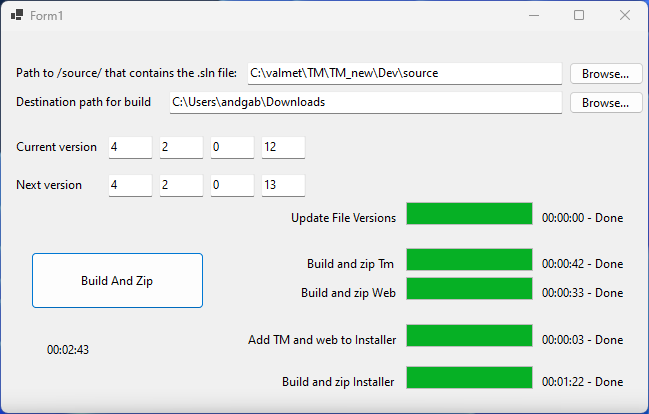 Form1
Path to /source/ that contains the .sln file: C:\valmet\TM\TM_new\Dev\source Browse...
Destination path for build C:\Users\andgab\Downloads Browse...
Current version 4 2 0 12
Next version 4 2 0 13
Update File Versions 00:00:00 - Done
Build and zip Tm 00:00:42 - Done
Build And Zip
Build and zip Web 00:00:33 - Done
Add TM and web to Installer 00:00:03 - Done
00:02:43
Build and zip Installer 00:01:22 - Done